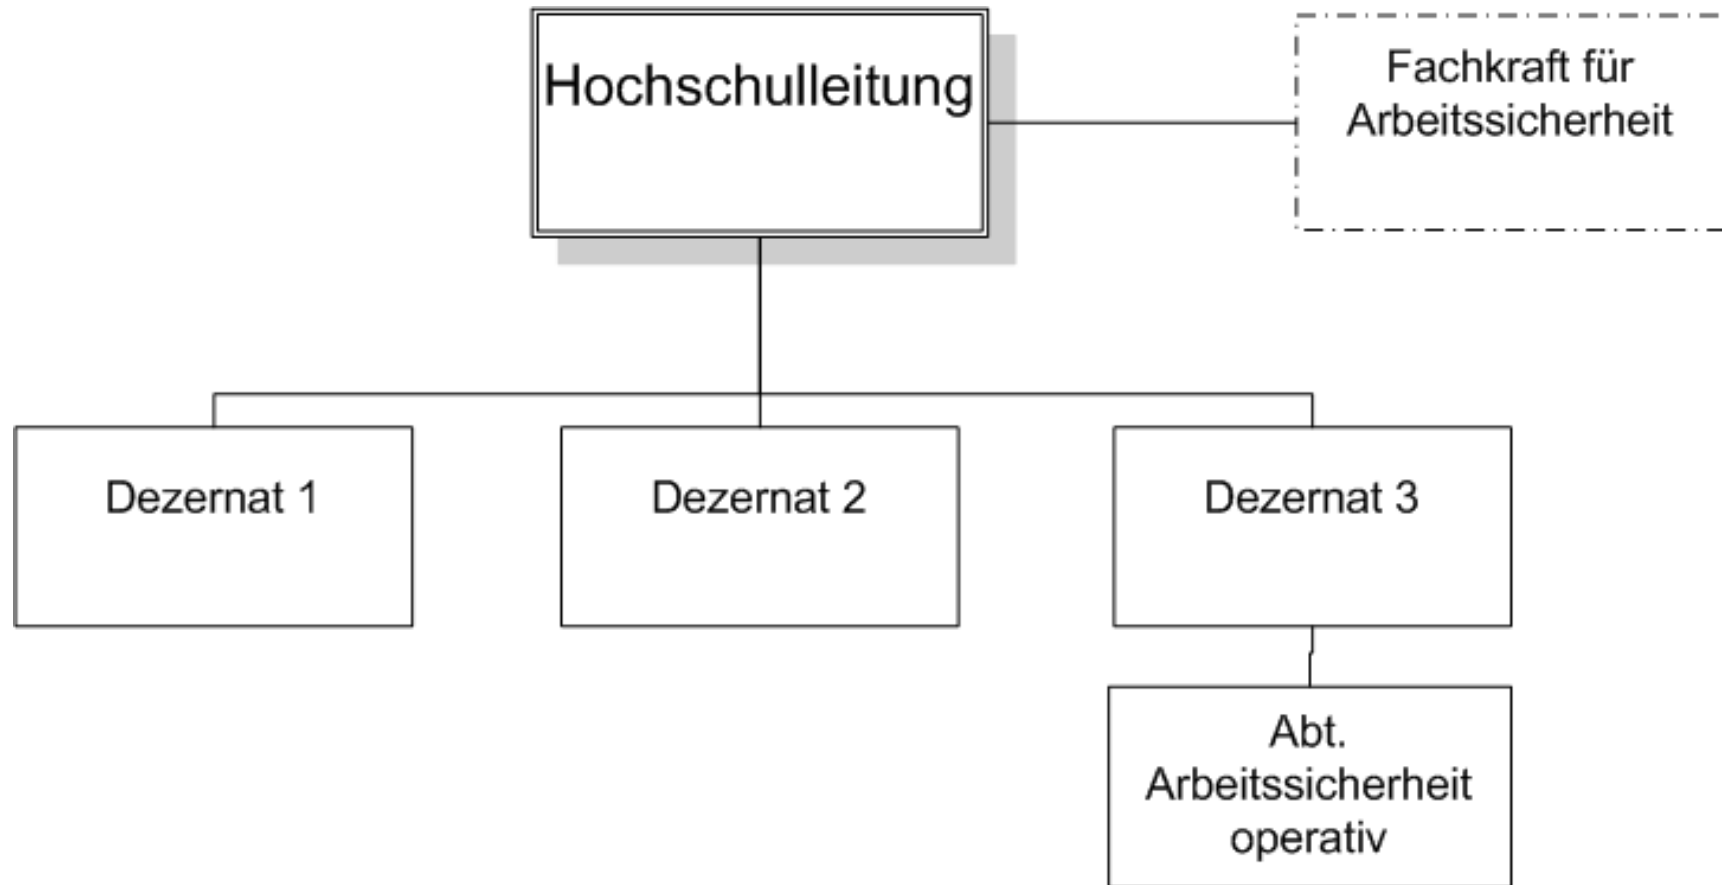 Hochschulleitung
Fachkraft für
Arbeitssicherheit
Dezernat 1
Dezernat 2
Dezernat 3
Abt.
Arbeitssicherheit
operativ